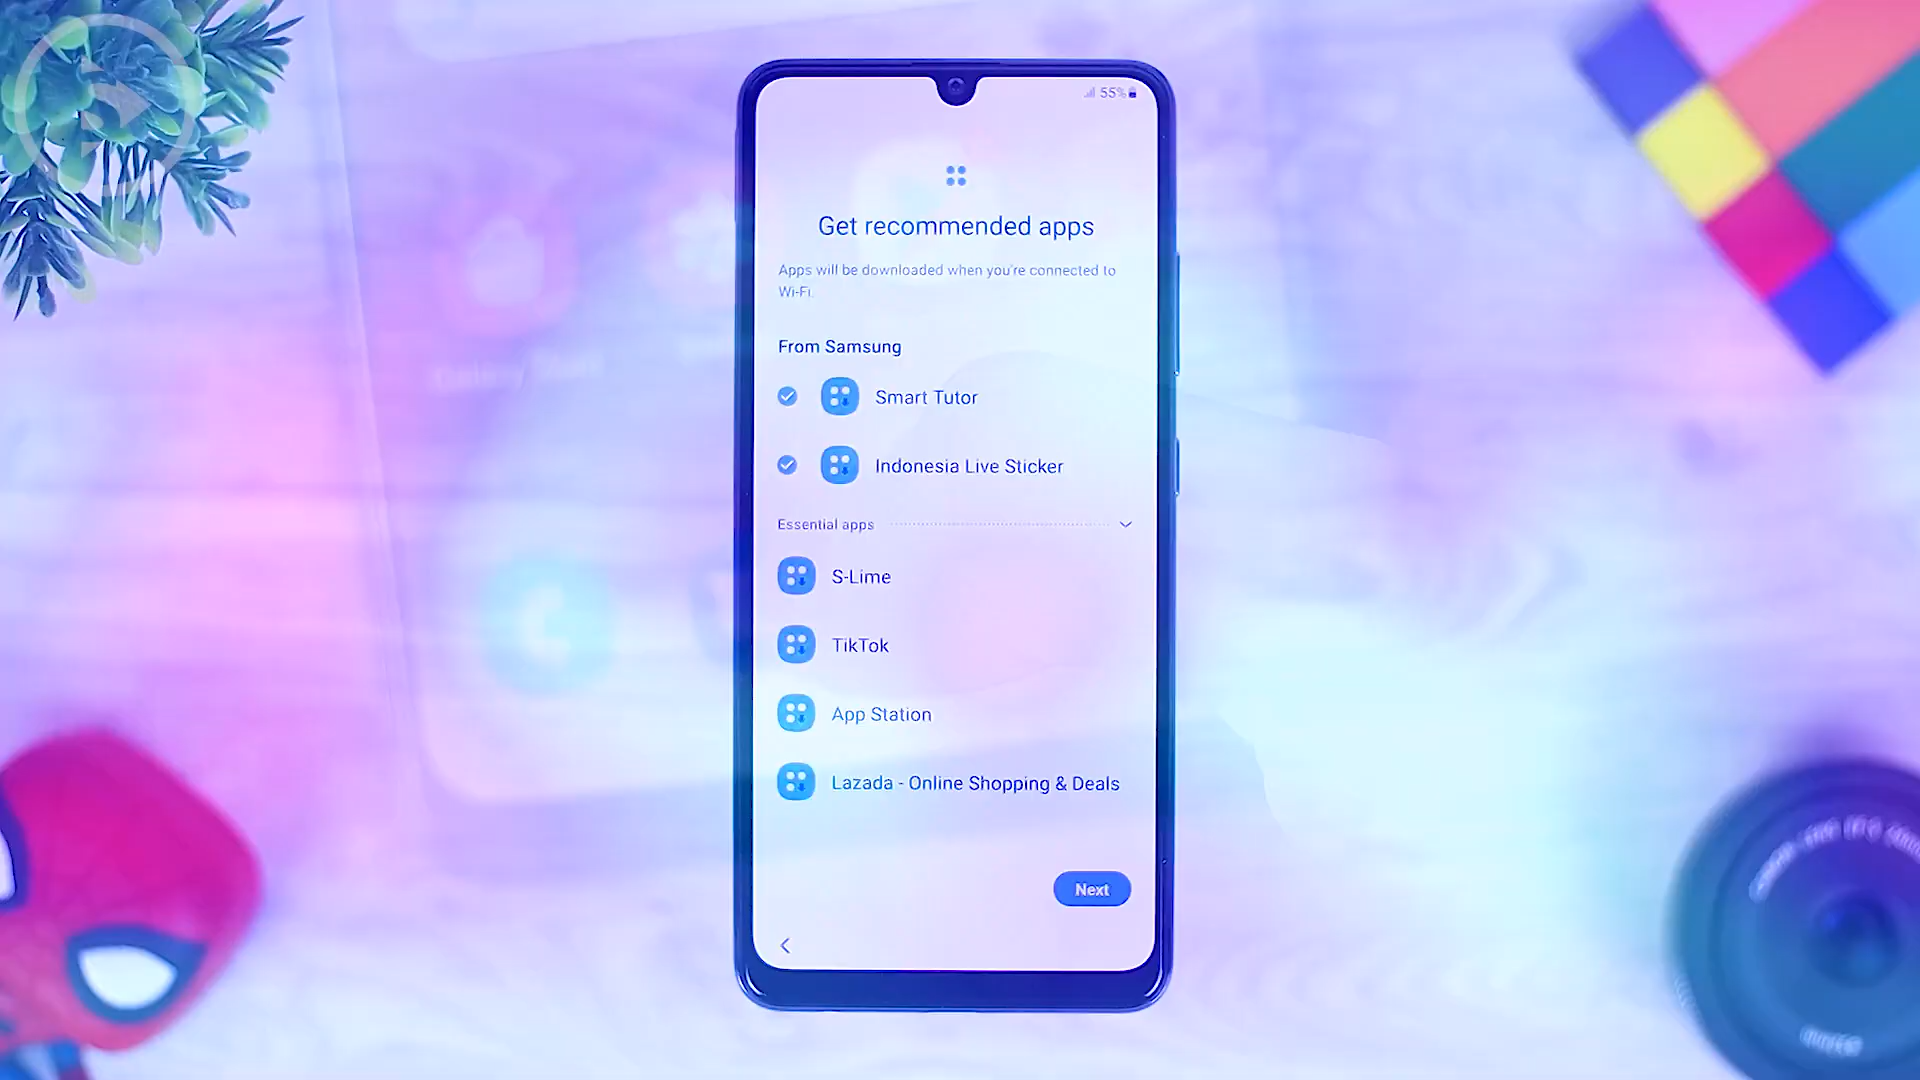 55%
Get recommended apps
Apps will be downloaded when you're connected to
Wi-Fi.
From Samsung
Smart Tutor
Indonesia Live Sticker
Essential apps
S-Lime
TikTok
App Station
Lazada - Online Shopping & Deals
Next